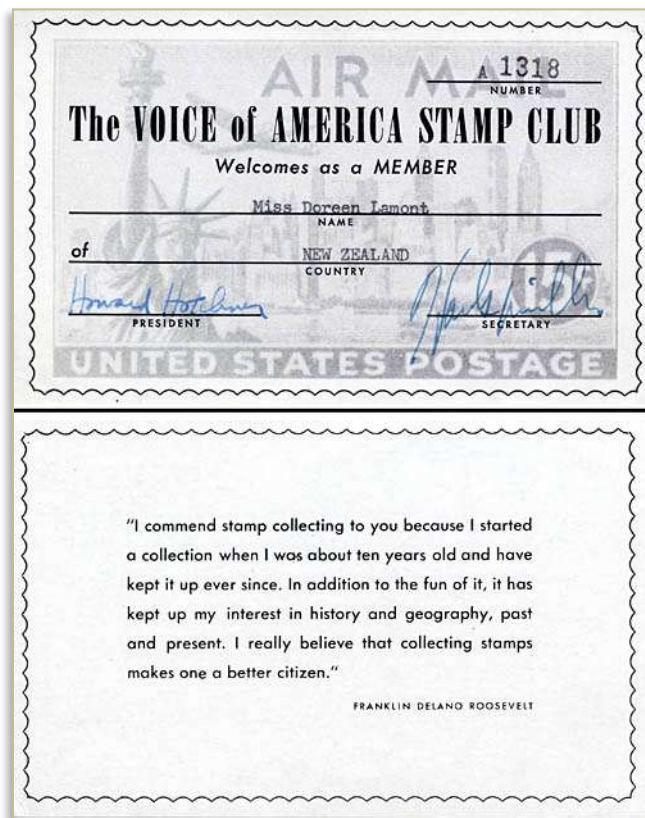 AIR MAIL
A 1318
NUMBER
The VOICE of AMERICA STAMP CLUB
Welcomes as a MEMBER
Miss Doreen Lamont
NAME
of NEW ZEALAND
COUNTRY
Howard Hotchner
PRESIDENT
SECRETARY
UNITED STATES POSTAGE
"I commend stamp collecting to you because I started
a collection when I was about ten years old and have
kept it up ever since. In addition to the fun of it, it has
kept up my interest in history and geography, past
and present. I really believe that collecting stamps
makes one a better citizen."
FRANKLIN DELANO ROOSEVELT